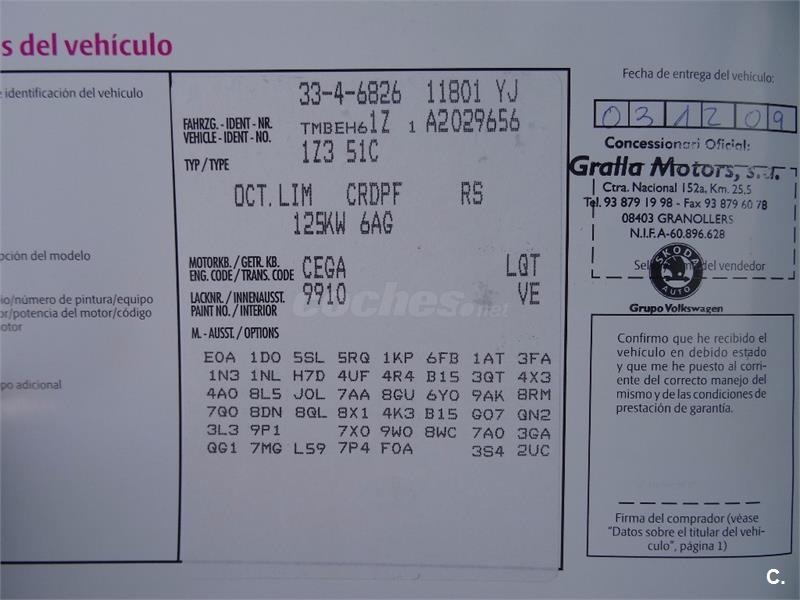 s del vehículo
e identificación del vehículo
pción del modelo
io/número de pintura/equipo
or/potencia del motor/código
otor
po adicional
33-4-6826 11801 YJ
FAHRZG. - IDENT - NR.
VEHICLE - IDENT - NO.
TMBEH61Z 1 A2029656
TYP / TYPE
1Z3 51C
OCT. LIM CRDPF RS
125KW 6AG
MOTORKB. / GETR. KB.
ENG. CODE / TRANS. CODE
CEGA LQT
LACKNR. / INNENAUSST.
PAINT NO. / INTERIOR
9910 VE
M. - AUSST. / OPTIONS
E0A 1D0 5SL 5RQ 1KP 6FB 1AT 3FA
1N3 1NL H7D 4UF 4R4 B15 3QT 4X3
4A0 8L5 J0L 7AA 8GU 6Y0 9AK 8RM
7Q0 8DN 8QL 8X1 4K3 B15 G07 QN2
3L3 9P1 7X0 9W0 8WC 7A0 3GA
QG1 7MG L59 7P4 F0A 3S4 2UC
coches.net
Fecha de entrega del vehículo:
031209
Concessionari Oficial:
Gralla Motors, s.l.
Ctra. Nacional 152a, Km. 25,5
Tel. 93 879 19 98 - Fax 93 879 60 78
08403 GRANOLLERS
N.I.F. A-60.896.628
del vendedor
SKODA
AUTO
Grupo Volkswagen
Confirmo que he recibido el
vehículo en debido estado
y que me he puesto al corri-
ente del correcto manejo del
mismo y de las condiciones de
prestación de garantía.
Firma del comprador (véase
"Datos sobre el titular del vehí-
culo", página 1)
C.